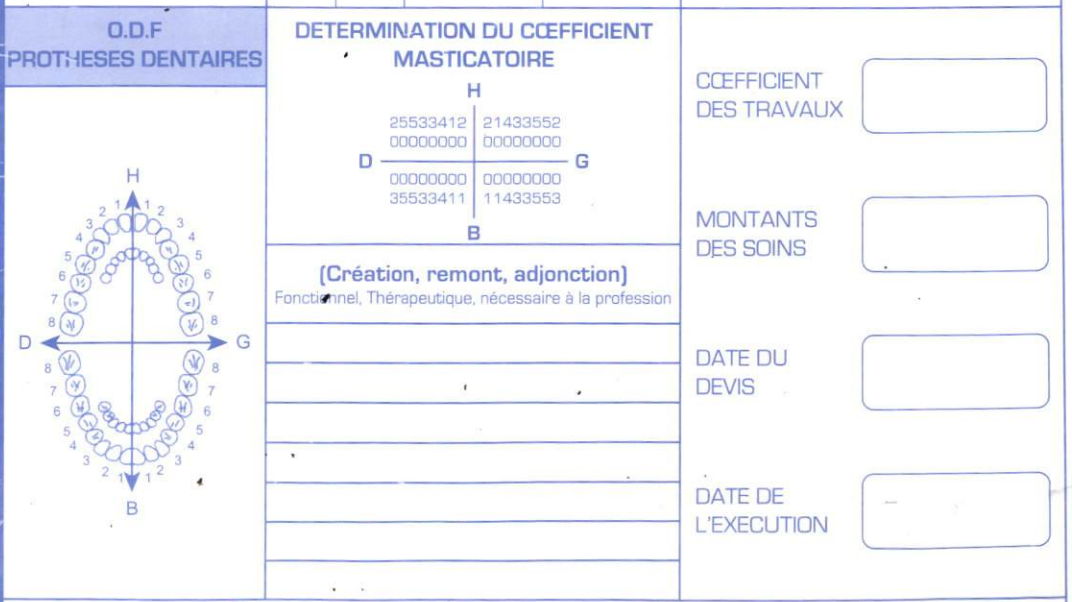 O.D.F
PROTHESES DENTAIRES
H
1 1
2 2
3 3
4 4
5 5
6 6
7 7
8 8
D G
8 8
7 7
6 6
5 5
4 4
3 3
2 1 1 2
B
DETERMINATION DU CŒFFICIENT
MASTICATOIRE
H
25533412 21433552
00000000 00000000
D G
00000000 00000000
35533411 11433553
B
(Création, remont, adjonction)
Fonctionnel, Thérapeutique, nécessaire à la profession
CŒFFICIENT
DES TRAVAUX
MONTANTS
DES SOINS
DATE DU
DEVIS
DATE DE
L'EXECUTION